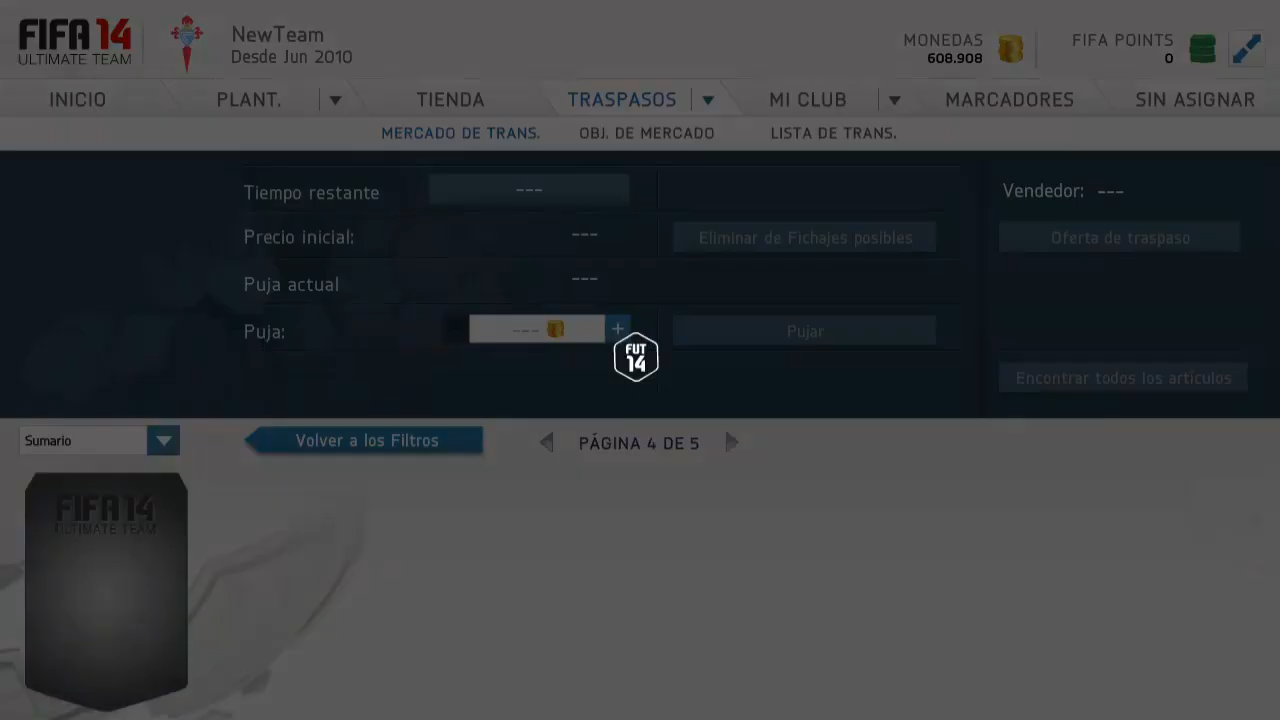 FIFA 14
ULTIMATE TEAM
NewTeam
Desde Jun 2010
MONEDAS
608.908
FIFA POINTS
0
INICIO
PLANT.
TIENDA
TRASPASOS
MI CLUB
MARCADORES
SIN ASIGNAR
MERCADO DE TRANS.
OBJ. DE MERCADO
LISTA DE TRANS.
Tiempo restante
---
Vendedor: ---
Precio inicial:
---
Eliminar de Fichajes posibles
Oferta de traspaso
Puja actual
---
Puja:
---
+
Pujar
FUT
14
Encontrar todos los artículos
Sumario
Volver a los Filtros
PÁGINA 4 DE 5
FIFA 14
ULTIMATE TEAM